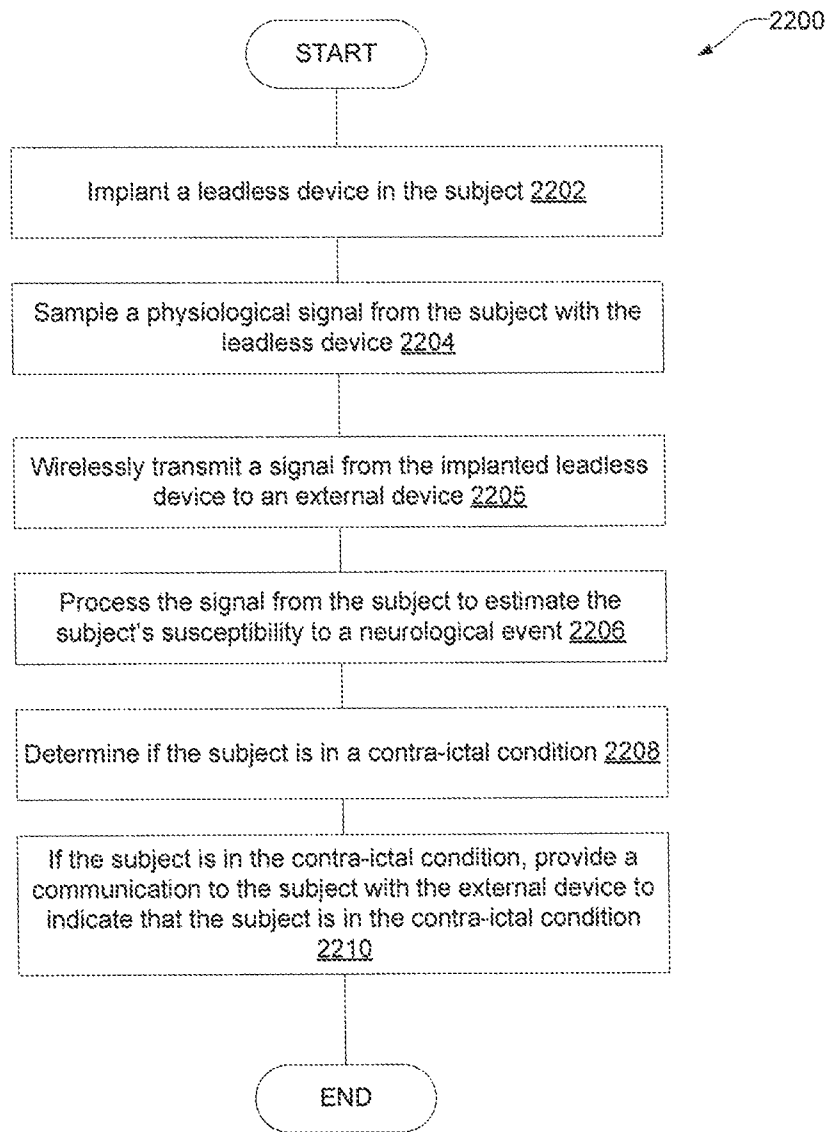 2200
START
Implant a leadless device in the subject 2202
Sample a physiological signal from the subject with the
leadless device 2204
Wirelessly transmit a signal from the implanted leadless
device to an external device 2205
Process the signal from the subject to estimate the
subject's susceptibility to a neurological event 2206
Determine if the subject is in a contra-ictal condition 2208
If the subject is in the contra-ictal condition, provide a
communication to the subject with the external device to
indicate that the subject is in the contra-ictal condition
2210
END